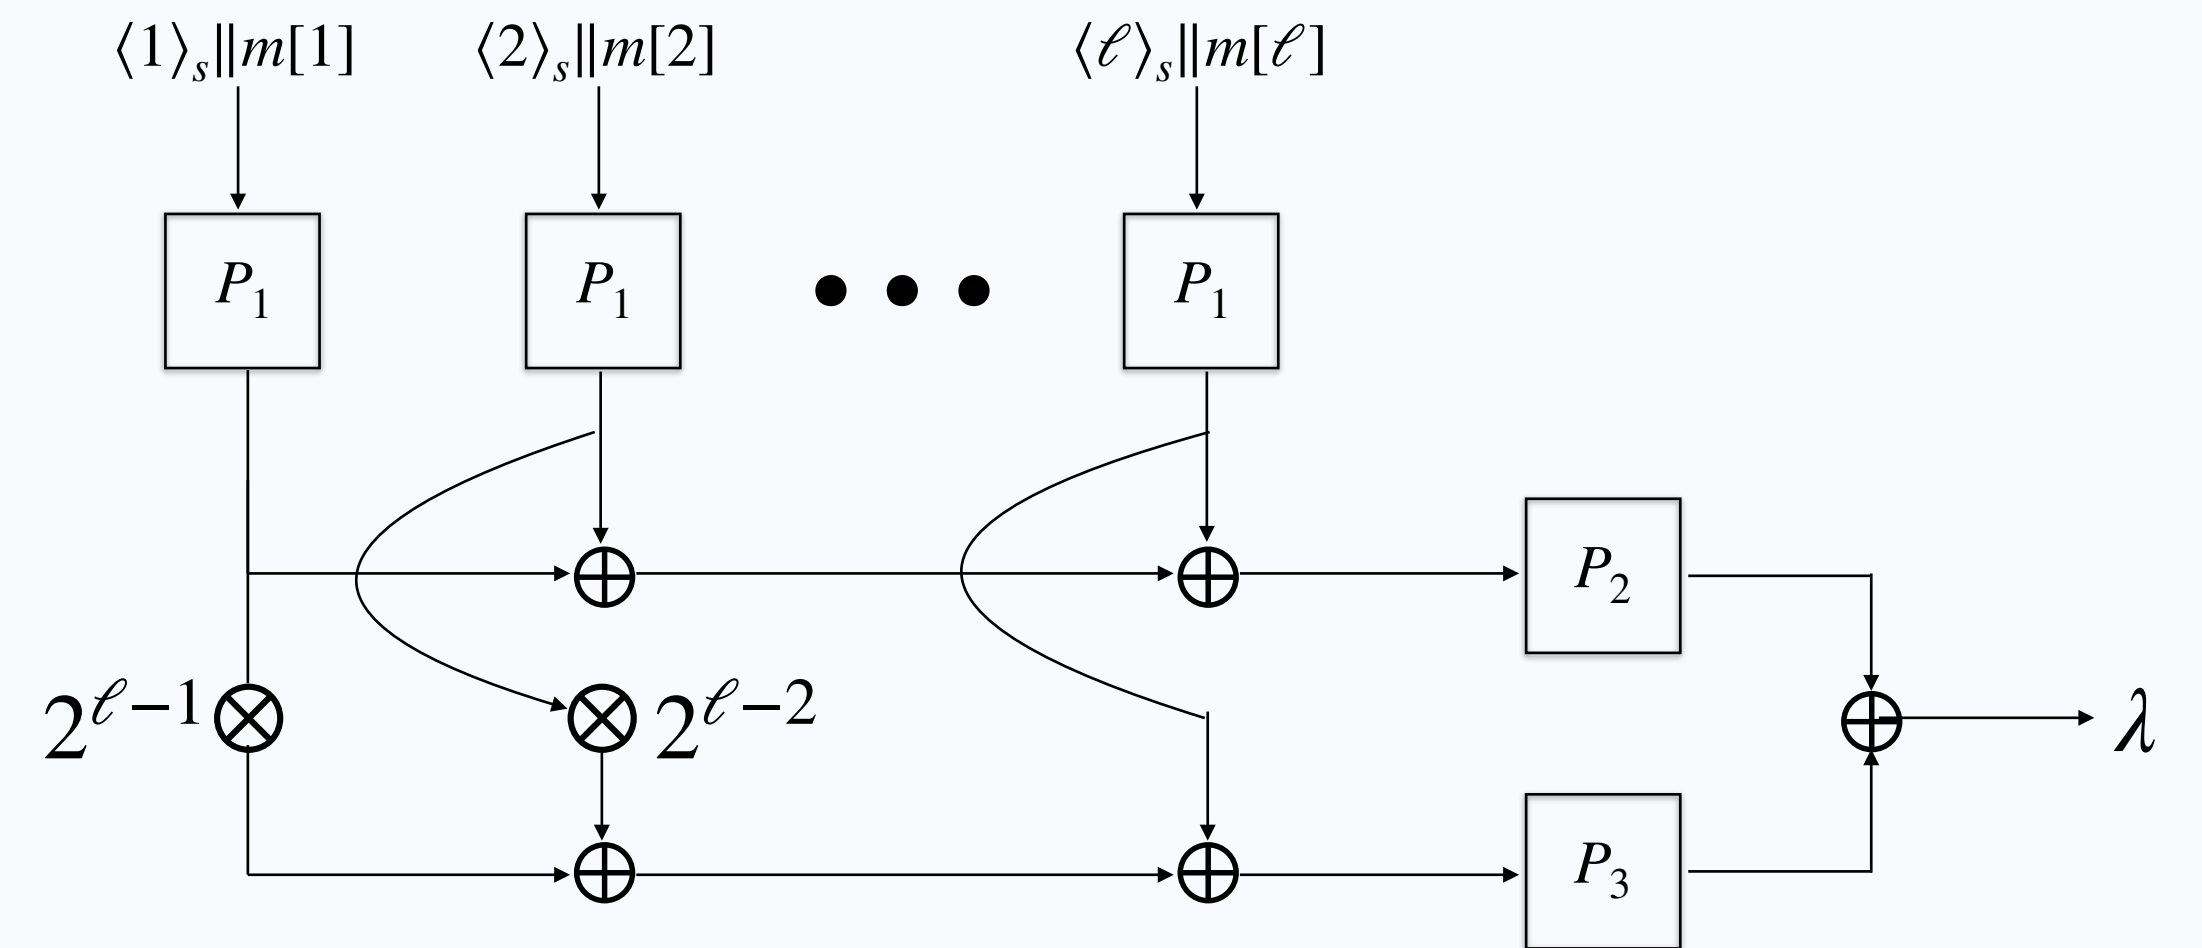 ⟨1⟩ₛ||m[1] ⟨2⟩ₛ||m[2] ⟨ℓ⟩ₛ||m[ℓ]
P₁ P₁ • • • P₁
P₂
2^{ℓ−1} ⊗ ⊗ 2^{ℓ−2} λ
P₃